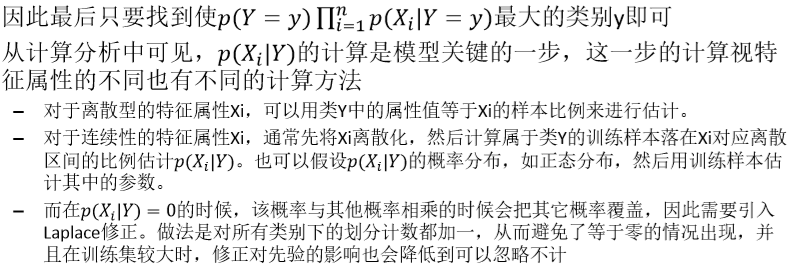 因此最后只要找到使p(Y = y) ∏ⁿᵢ₌₁ p(Xᵢ|Y = y)最大的类别y即可
从计算分析中可见，p(Xᵢ|Y)的计算是模型关键的一步，这一步的计算视特
征属性的不同也有不同的计算方法
– 对于离散型的特征属性Xi，可以用类Y中的属性值等于Xi的样本比例来进行估计。
– 对于连续性的特征属性Xi，通常先将Xi离散化，然后计算属于类Y的训练样本落在Xi对应离散
区间的比例估计p(Xᵢ|Y)。也可以假设p(Xᵢ|Y)的概率分布，如正态分布，然后用训练样本估
计其中的参数。
– 而在p(Xᵢ|Y) = 0的时候，该概率与其他概率相乘的时候会把其它概率覆盖，因此需要引入
Laplace修正。做法是对所有类别下的划分计数都加一，从而避免了等于零的情况出现，并
且在训练集较大时，修正对先验的影响也会降低到可以忽略不计